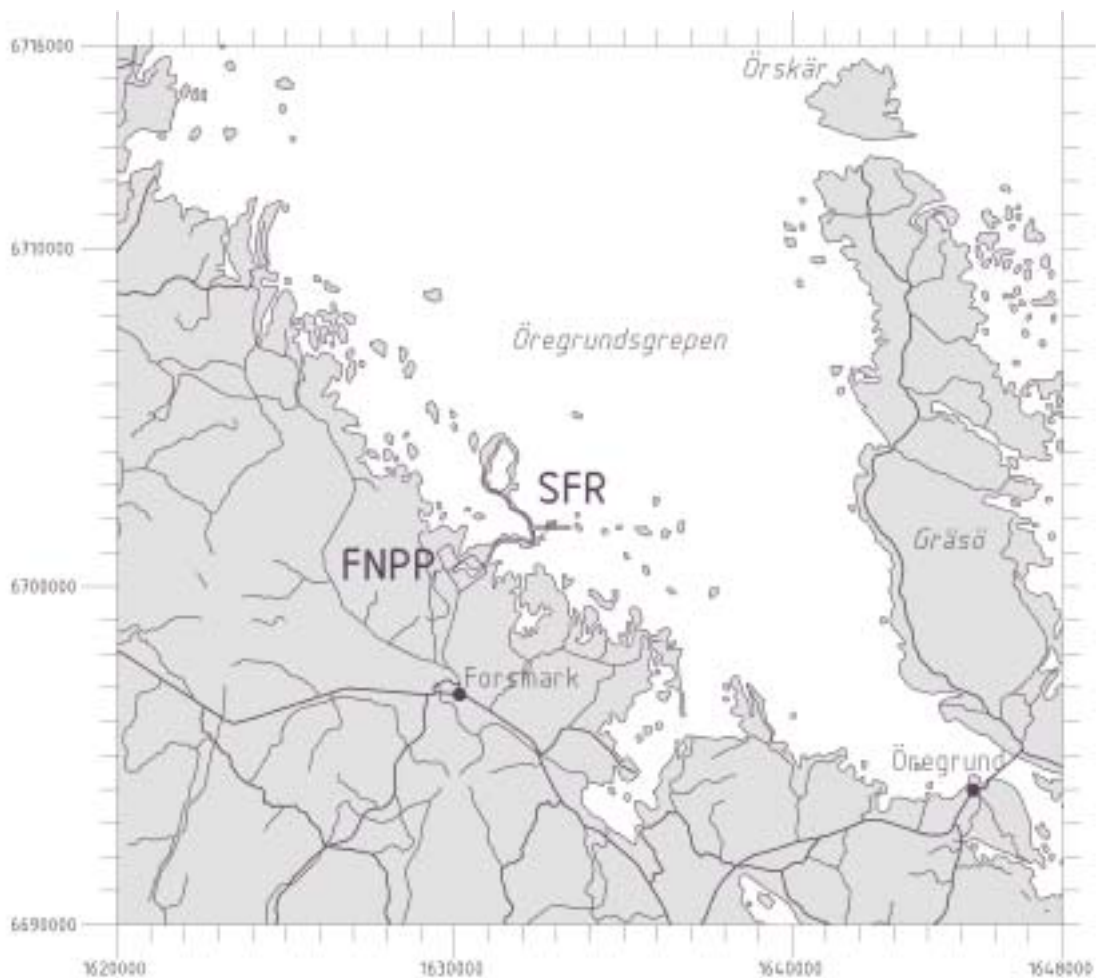 6716000
Örskär
6710000
Öregrundsgrepen
SFR
FNPP
Gräsö
6700000
Forsmark
Öregrund
6690000
1620000
1630000
1640000
1648000